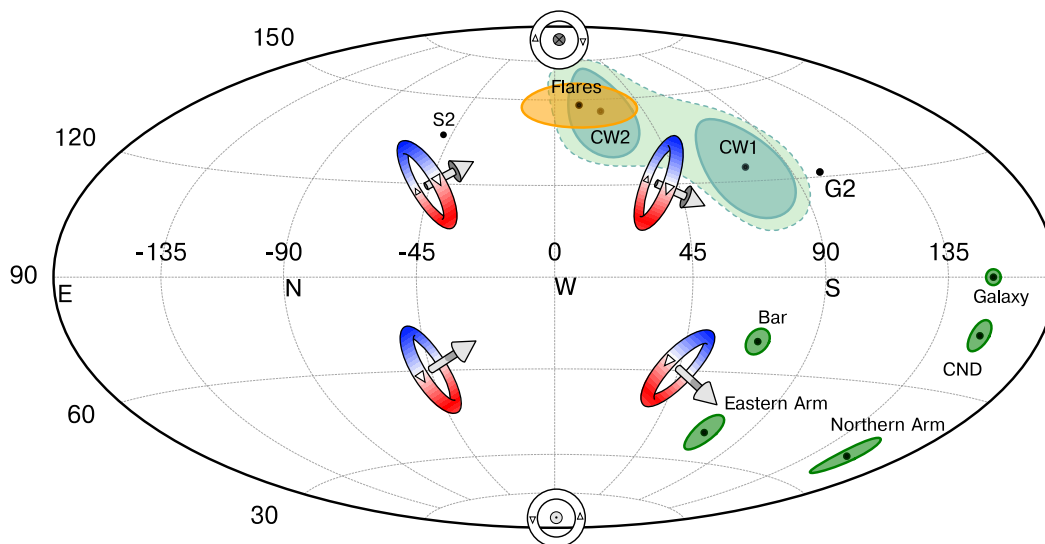 150
Flares
S2
120
CW2
CW1
G2
-135 -90 -45 0 45 90 135
90
E N W S
Galaxy
Bar
CND
60
Eastern Arm
Northern Arm
30